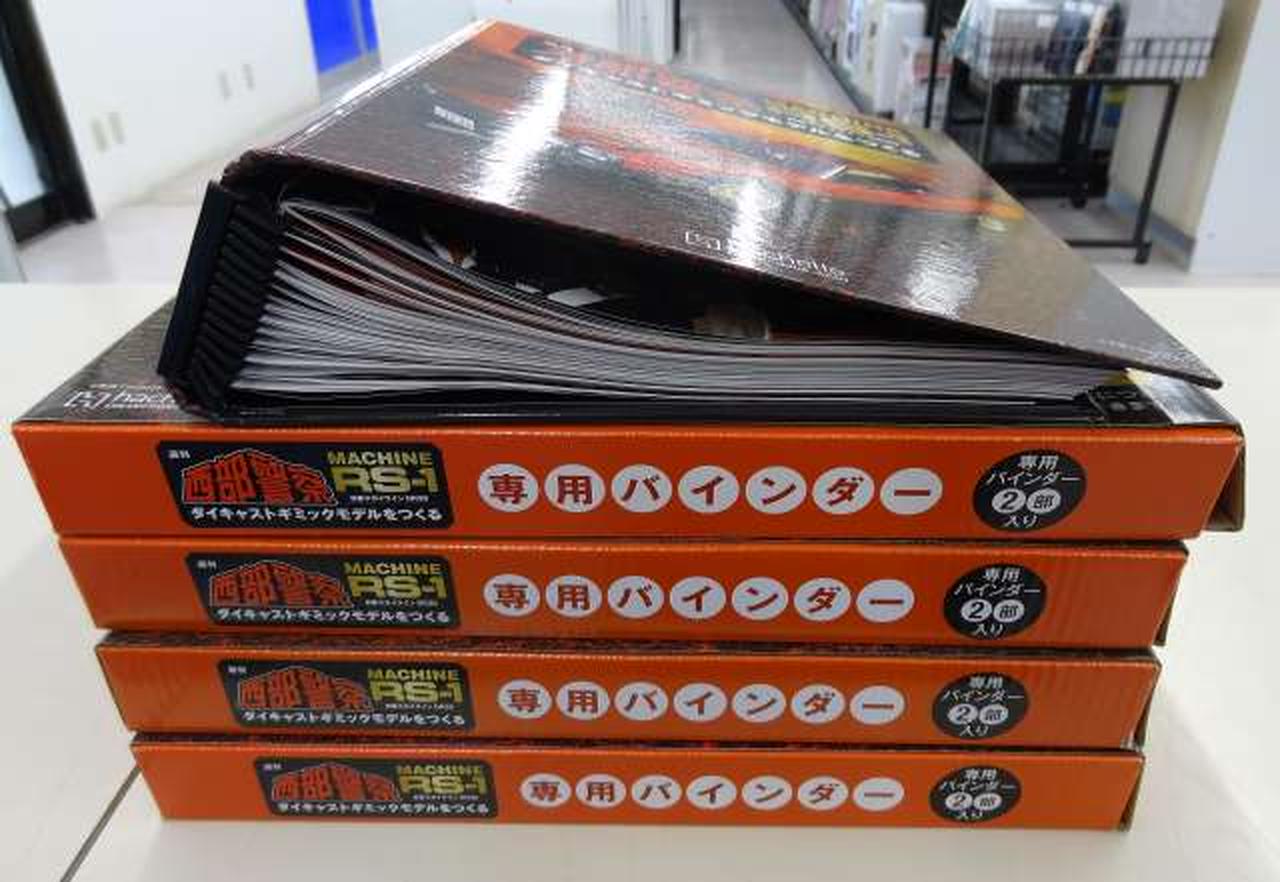 hachette
週刊
西部警察
MACHINE
RS-1
ダイキャストギミックモデルをつくる
専用バインダー
専用
バインダー
2部
入り
週刊
西部警察
MACHINE
RS-1
ダイキャストギミックモデルをつくる
専用バインダー
専用
バインダー
2部
入り
週刊
西部警察
MACHINE
RS-1
ダイキャストギミックモデルをつくる
専用バインダー
専用
バインダー
2部
入り
週刊
西部警察
MACHINE
RS-1
ダイキャストギミックモデルをつくる
専用バインダー
専用
バインダー
2部
入り